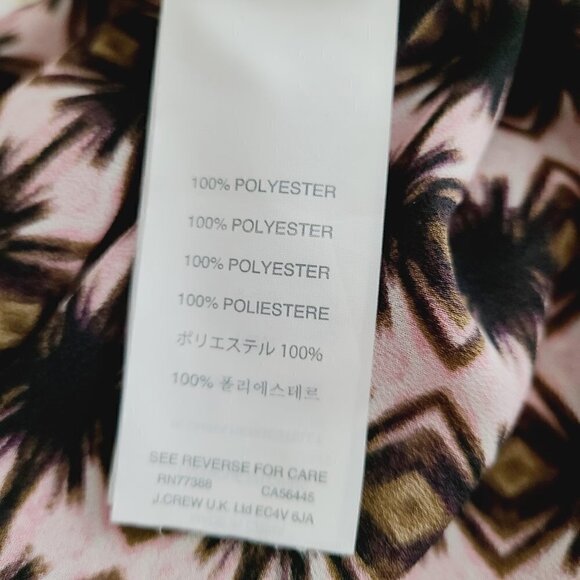 100% POLYESTER
100% POLYESTER
100% POLYESTER
100% POLIESTERE
ポリエステル 100%
100% 폴리에스테르
SEE REVERSE FOR CARE
RN77388 CA56445
J.CREW U.K Ltd EC4V 6JA